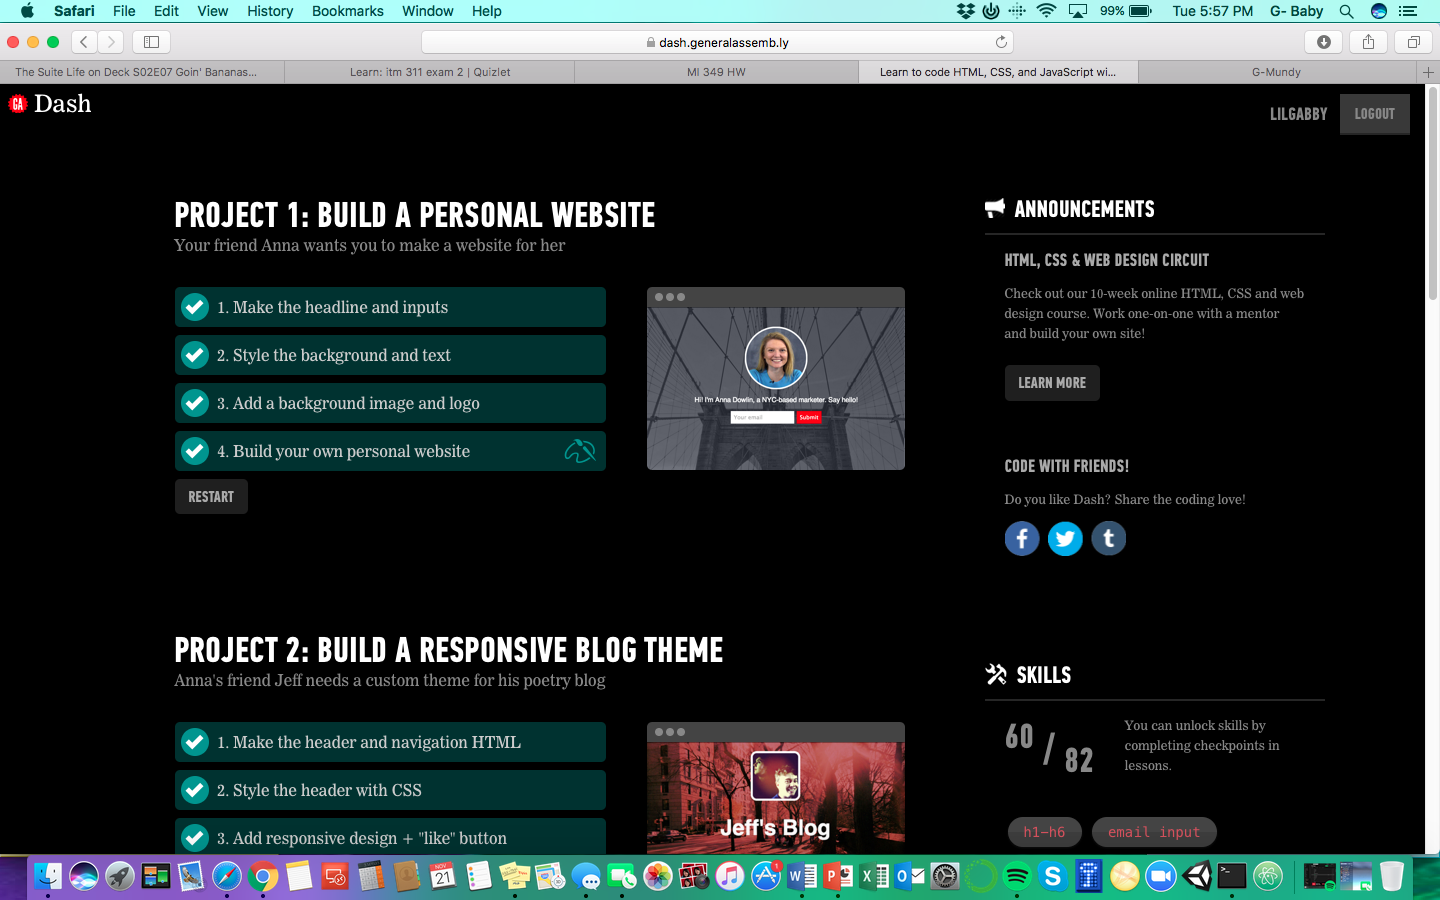 Safari File Edit View History Bookmarks Window Help 99% Tue 5:57 PM G- Baby
dash.generalassemb.ly
The Suite Life on Deck S02E07 Goin' Bananas... Learn: itm 311 exam 2 | Quizlet MI 349 HW Learn to code HTML, CSS, and JavaScript wi... G-Mundy
GA Dash
LILGABBY LOGOUT
PROJECT 1: BUILD A PERSONAL WEBSITE
Your friend Anna wants you to make a website for her
1. Make the headline and inputs
2. Style the background and text
3. Add a background image and logo
4. Build your own personal website
RESTART
Hi! I'm Anna Dowlin, a NYC-based marketer. Say hello!
Your email Submit
ANNOUNCEMENTS
HTML, CSS & WEB DESIGN CIRCUIT
Check out our 10-week online HTML, CSS and web
design course. Work one-on-one with a mentor
and build your own site!
LEARN MORE
CODE WITH FRIENDS!
Do you like Dash? Share the coding love!
PROJECT 2: BUILD A RESPONSIVE BLOG THEME
Anna's friend Jeff needs a custom theme for his poetry blog
1. Make the header and navigation HTML
2. Style the header with CSS
3. Add responsive design + "like" button
Jeff's Blog
SKILLS
60 / 82
You can unlock skills by
completing checkpoints in
lessons.
h1-h6 email input
NOV
21
1